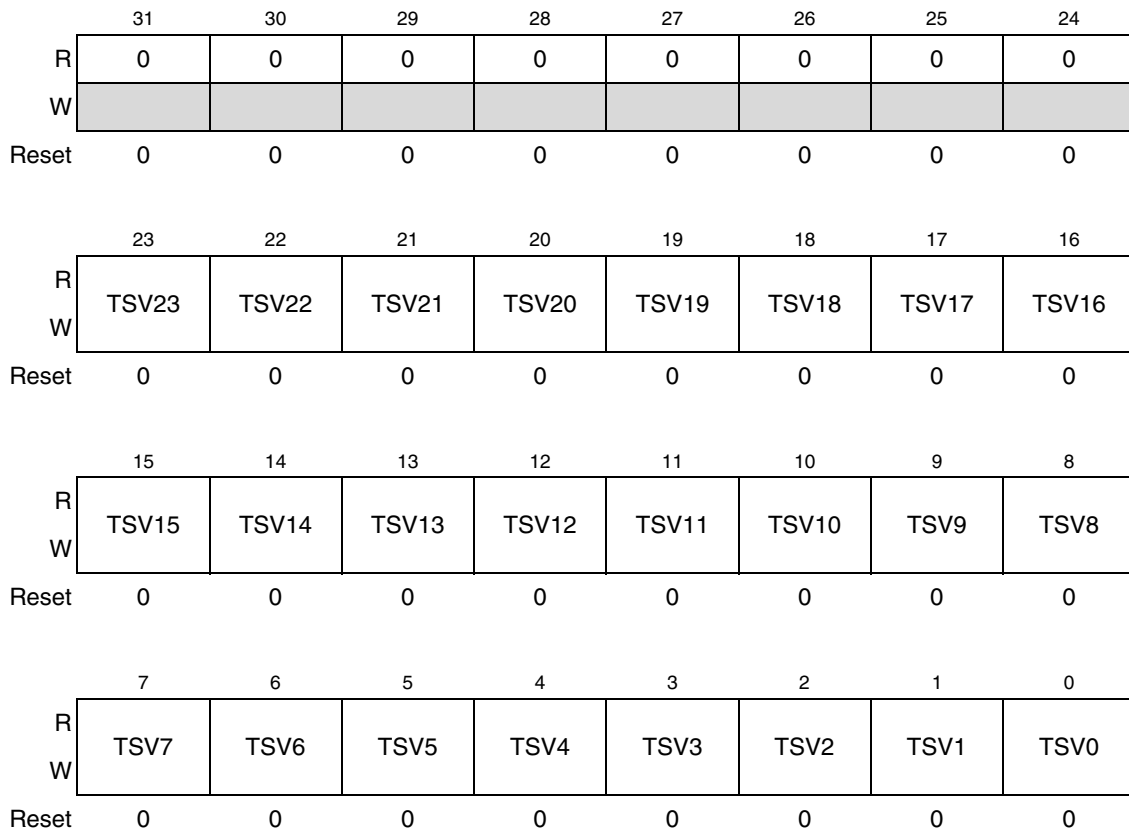 31 30 29 28 27 26 25 24
R 0 0 0 0 0 0 0 0
W
Reset 0 0 0 0 0 0 0 0
23 22 21 20 19 18 17 16
R
TSV23 TSV22 TSV21 TSV20 TSV19 TSV18 TSV17 TSV16
W
Reset 0 0 0 0 0 0 0 0
15 14 13 12 11 10 9 8
R
TSV15 TSV14 TSV13 TSV12 TSV11 TSV10 TSV9 TSV8
W
Reset 0 0 0 0 0 0 0 0
7 6 5 4 3 2 1 0
R
TSV7 TSV6 TSV5 TSV4 TSV3 TSV2 TSV1 TSV0
W
Reset 0 0 0 0 0 0 0 0